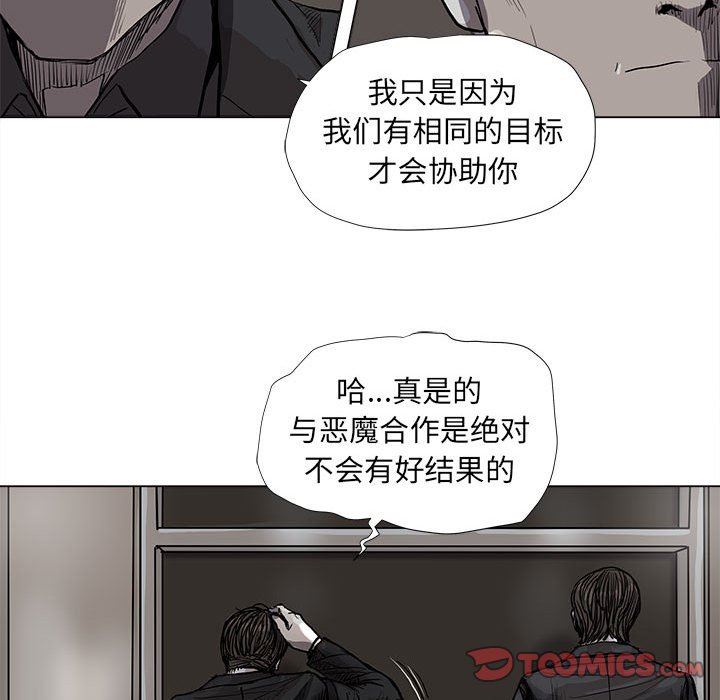 我只是因为
我们有相同的目标
才会协助你
哈...真是的
与恶魔合作是绝对
不会有好结果的
TOOMICS.COM